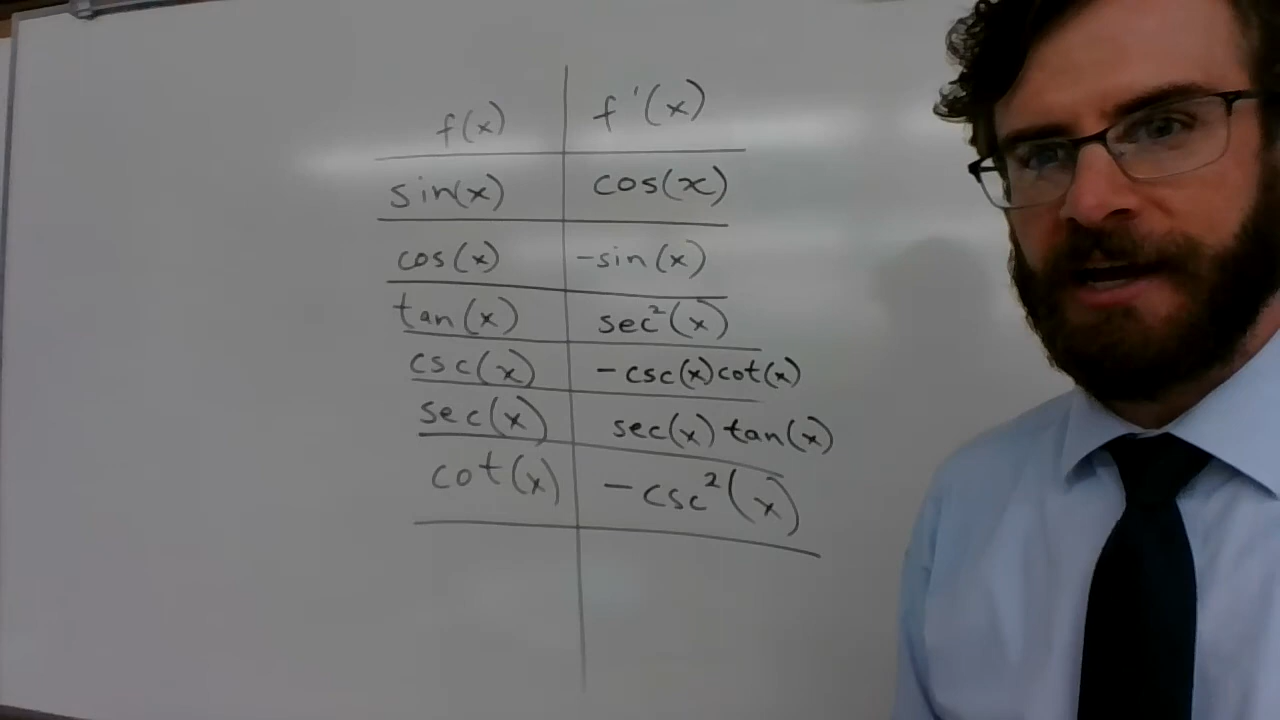 f(x) f'(x)
sin(x) cos(x)
cos(x) -sin(x)
tan(x) sec²(x)
csc(x) -csc(x)cot(x)
sec(x) sec(x)tan(x)
cot(x) -csc²(x)